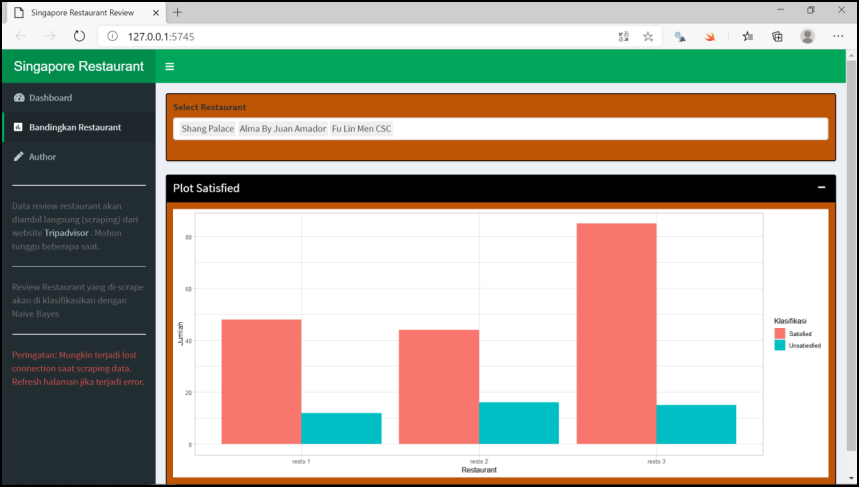 Singapore Restaurant Review
127.0.0.1:5745
Singapore Restaurant
Dashboard
Bandingkan Restaurant
Author
Data review restaurant akan
diambil langsung (scraping) dari
website Tripadvisor . Mohon
tunggu beberapa saat.
Review Restaurant yang di-scrape
akan di klasifikasikan dengan
Naive Bayes
Peringatan: Mungkin terjadi lost
connection saat scraping data.
Refresh halaman jika terjadi error.
Select Restaurant
Shang Palace Alma By Juan Amador Fu Lin Men CSC
Plot Satisfied
Jumlah
80
60
40
20
0
resto 1 resto 2 resto 3
Restaurant
Klasifikasi
Satisfied
Unsatiesfied